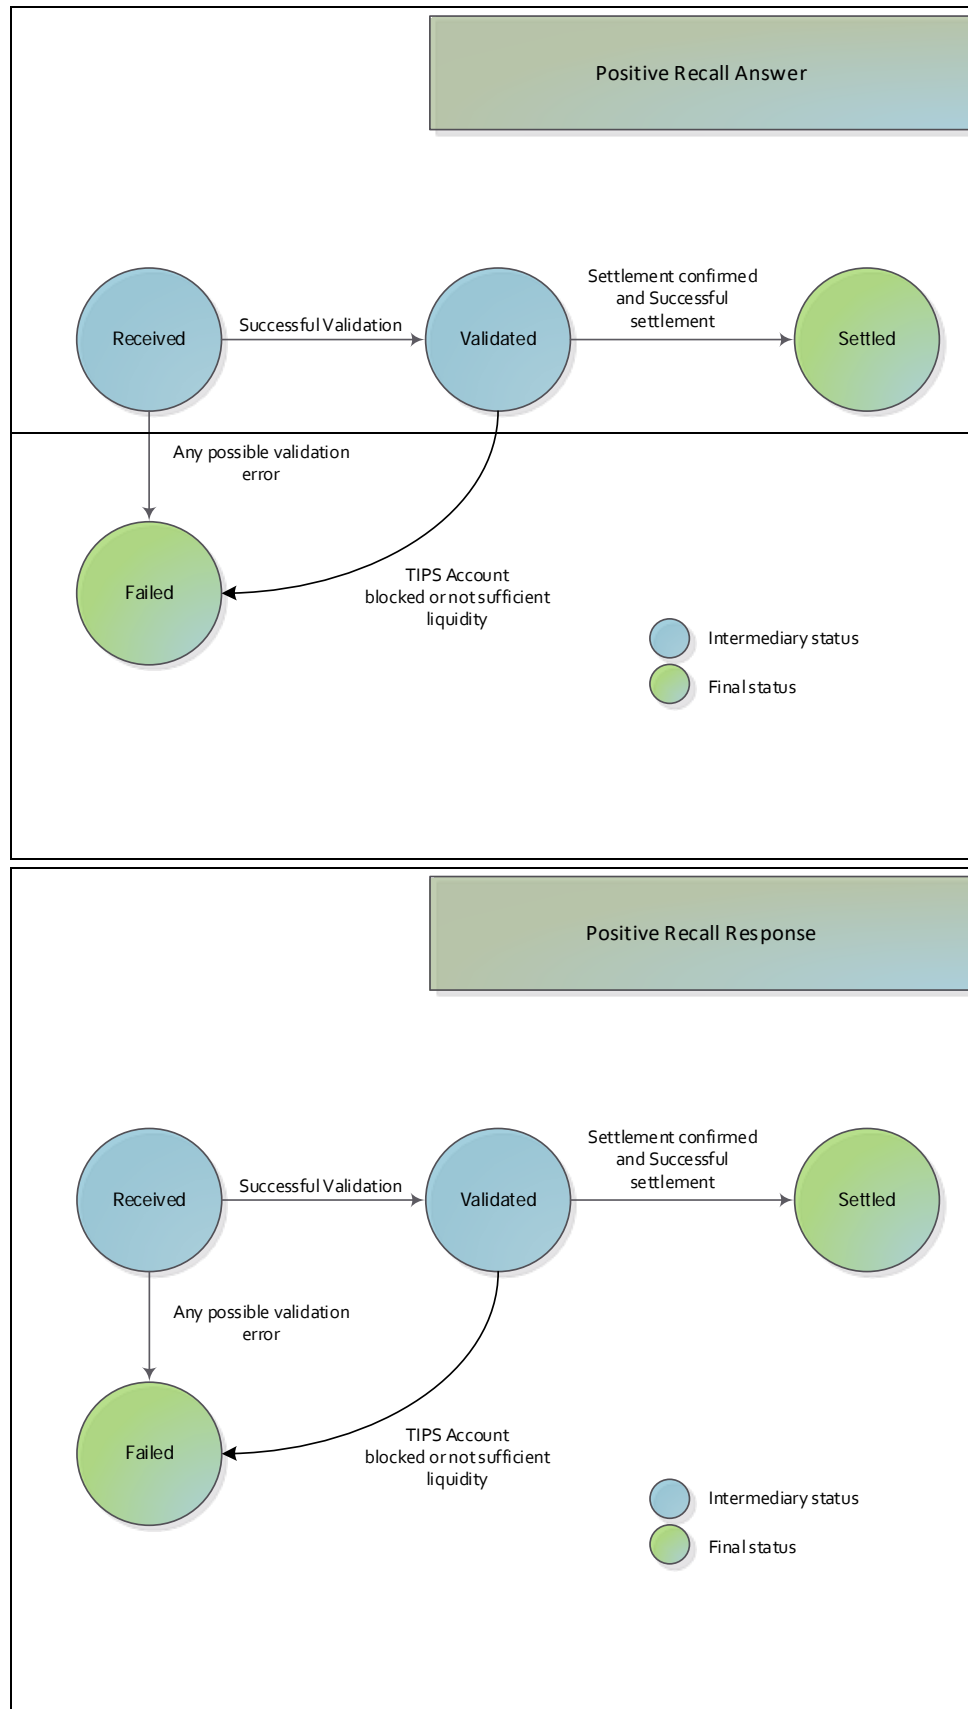 Positive Recall Answer
Settlement confirmed
and Successful
settlement
Received
Successful Validation
Validated
Settled
Any possible validation
error
Failed
TIPS Account
blocked or not sufficient
liquidity
Intermediary status
Final status
Positive Recall Response
Settlement confirmed
and Successful
settlement
Received
Successful Validation
Validated
Settled
Any possible validation
error
Failed
TIPS Account
blocked or not sufficient
liquidity
Intermediary status
Final status